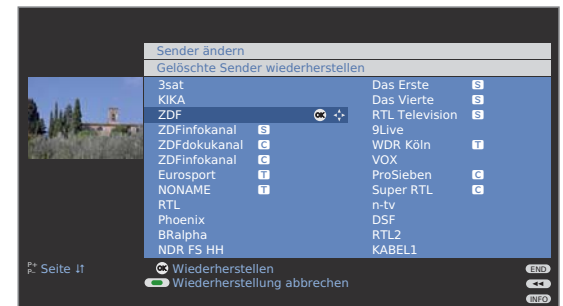 Sender ändern
Gelöschte Sender wiederherstellen
3sat Das Erste S
KIKA Das Vierte S
ZDF OK RTL Television S
ZDFinfokanal S 9Live
ZDFdokukanal C WDR Köln T
ZDFinfokanal C VOX
Eurosport T ProSieben C
NONAME T Super RTL C
RTL n-tv
Phoenix DSF
BRalpha RTL2
NDR FS HH KABEL1
P+ P- Seite ↓↑ OK Wiederherstellen END
Wiederherstellung abbrechen ◄◄
INFO